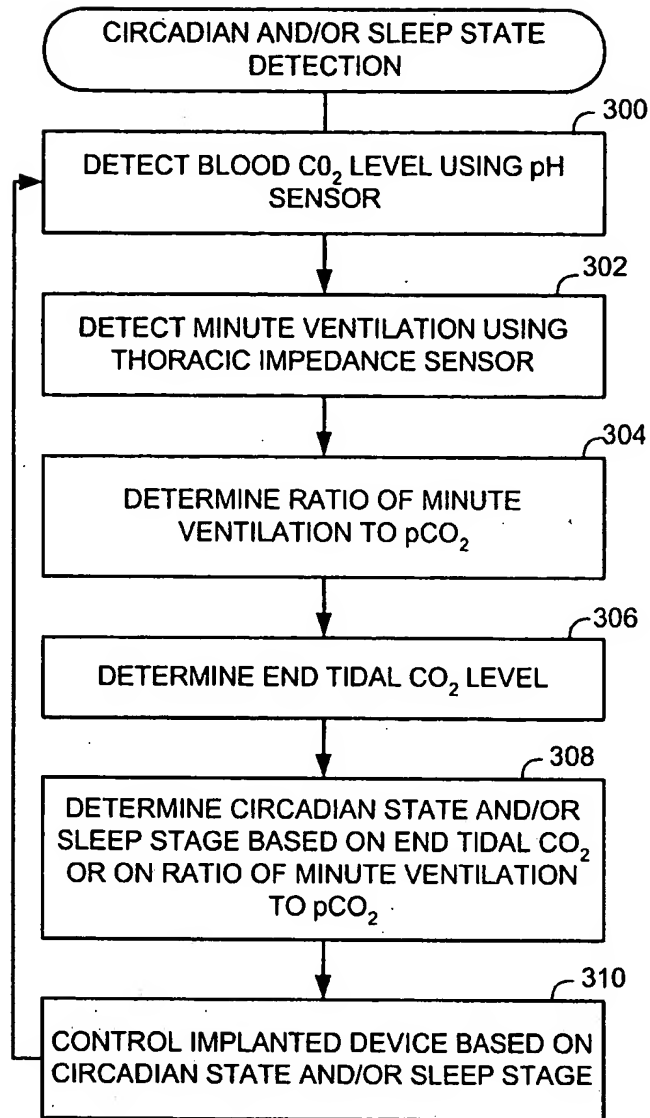 CIRCADIAN AND/OR SLEEP STATE
DETECTION
300
DETECT BLOOD C0₂ LEVEL USING pH
SENSOR
302
DETECT MINUTE VENTILATION USING
THORACIC IMPEDANCE SENSOR
304
DETERMINE RATIO OF MINUTE
VENTILATION TO pCO₂
306
DETERMINE END TIDAL CO₂ LEVEL
308
DETERMINE CIRCADIAN STATE AND/OR
SLEEP STAGE BASED ON END TIDAL CO₂
OR ON RATIO OF MINUTE VENTILATION
TO pCO₂
310
CONTROL IMPLANTED DEVICE BASED ON
CIRCADIAN STATE AND/OR SLEEP STAGE